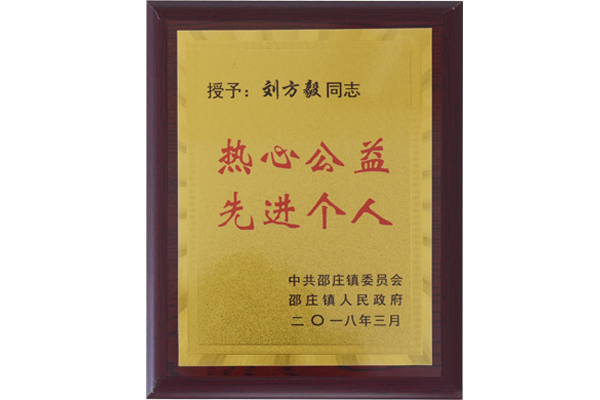 授予：刘方毅同志
热心公益
先进个人
中共邵庄镇委员会
邵庄镇人民政府
二〇一八年三月